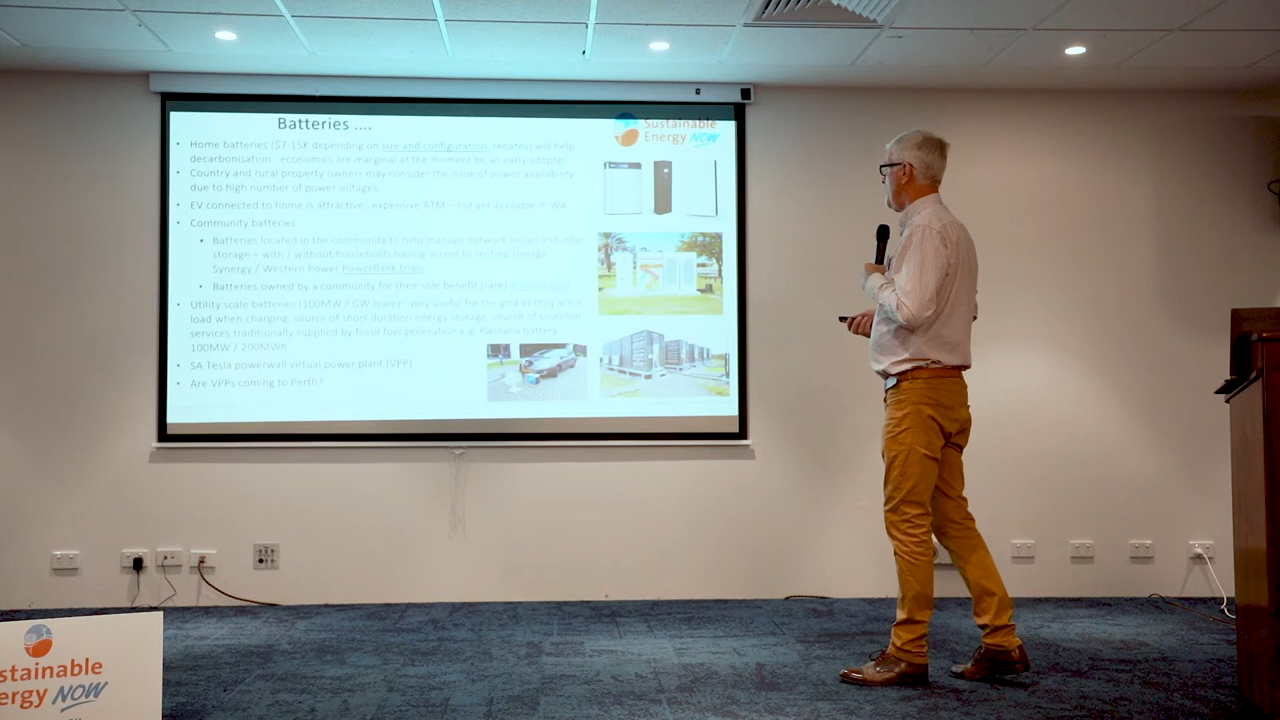 Batteries ....
Sustainable
Energy NOW
• Home batteries ($7-15K depending on size and configuration, rebates) will help
decarbonisation economics are marginal at the moment be an early adopter
• Country and rural property owners may consider the issue of power availability
due to high number of power outages
• EV connected to home is attractive, expensive ATM – not yet available in WA
• Community batteries
• Batteries located in the community to help manage network issues and solar
storage – with / without households having access to renting storage
Synergy / Western Power PowerBank trials.
• Batteries owned by a community for their sole benefit (rare)
• Utility scale batteries (100MW / GW scale)– very useful for the grid as they are a
load when charging, source of short duration energy storage, source of essential
services traditionally supplied by fossil fuel generation e.g. Kwinana battery
100MW / 200MWh
• SA Tesla powerwall virtual power plant (VPP)
• Are VPPs coming to Perth?
stainable
ergy NOW